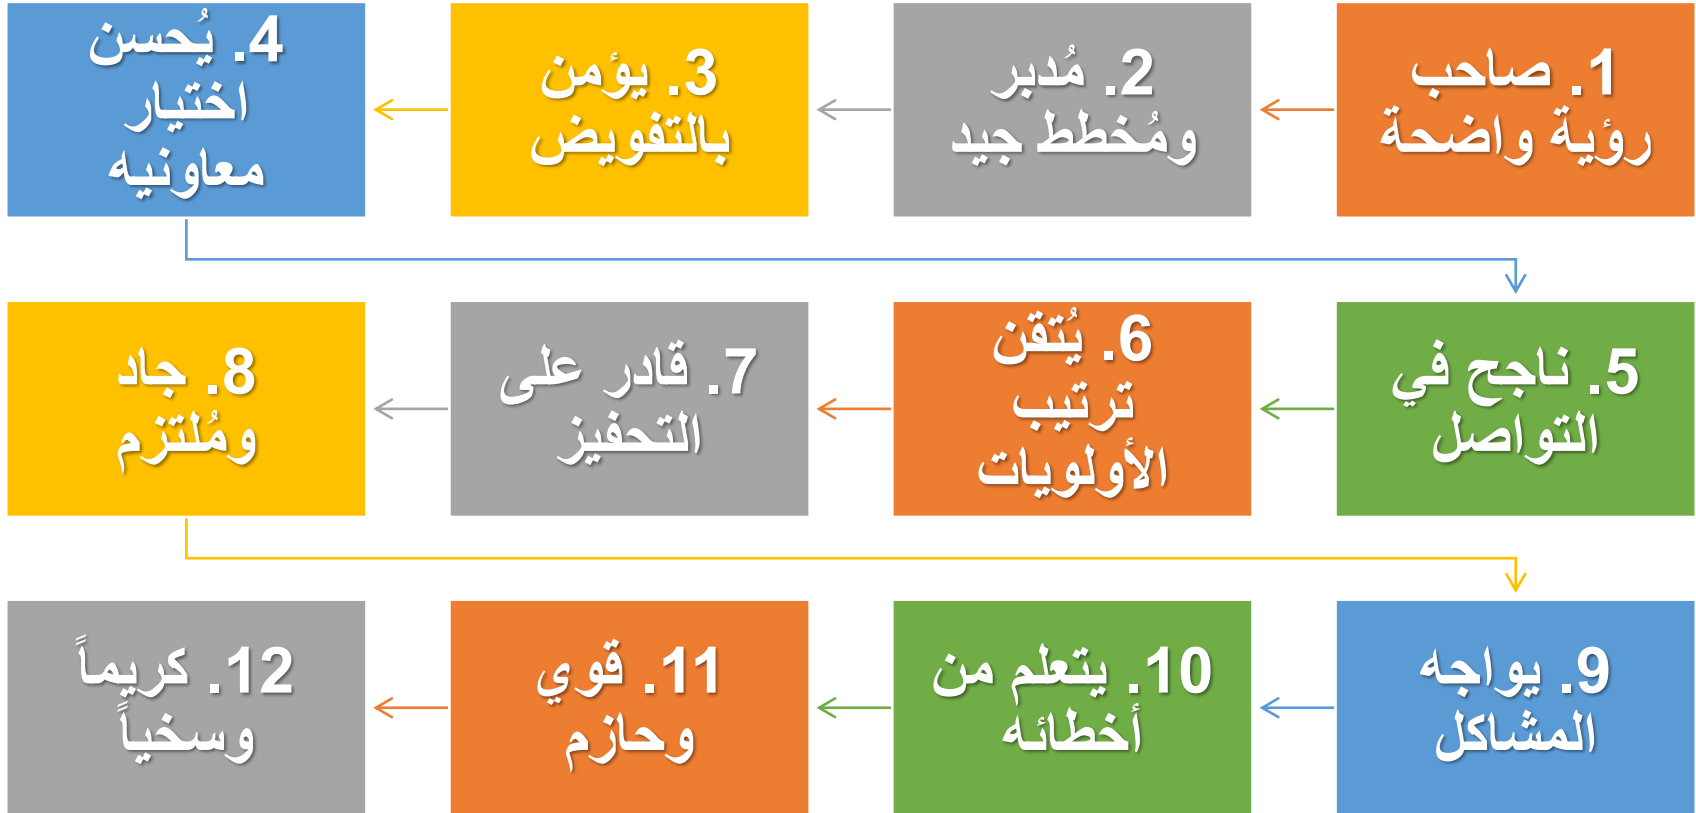 1. صاحب
رؤية واضحة
2. مُدبر
ومُخطط جيد
3. يؤمن
بالتفويض
4. يُحسن
اختيار
معاونيه
5. ناجح في
التواصل
6. يُتقن
ترتيب
الأولويات
7. قادر على
التحفيز
8. جاد
ومُلتزم
9. يواجه
المشاكل
10. يتعلم من
أخطائه
11. قوي
وحازم
12. كريماً
وسخياً